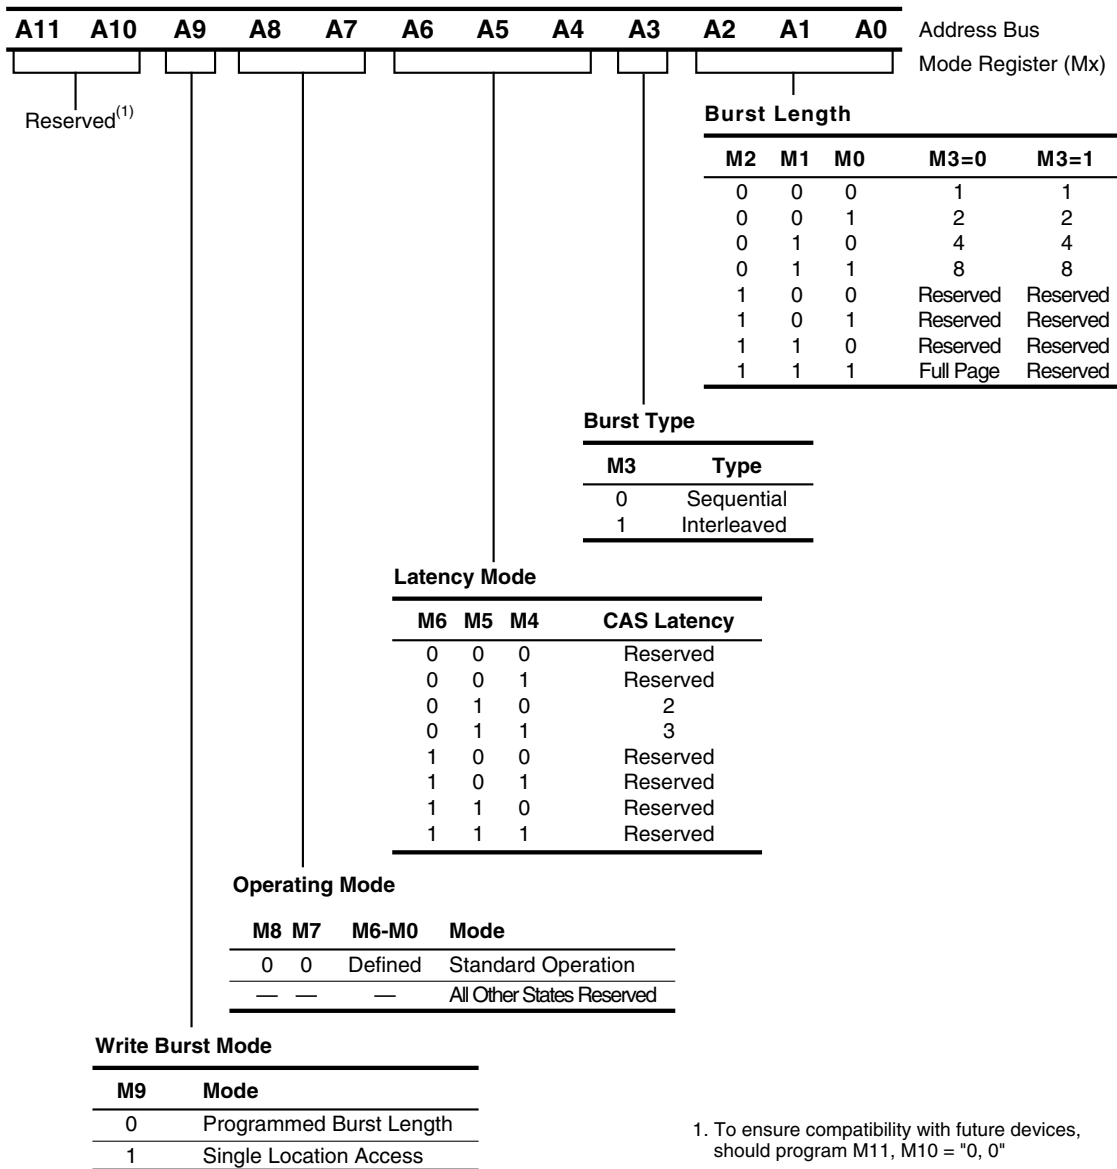 A11 A10 A9 A8 A7 A6 A5 A4 A3 A2 A1 A0 Address Bus
Mode Register (Mx)
Reserved(1)
Burst Length
M2 M1 M0 M3=0 M3=1
0 0 0 1 1
0 0 1 2 2
0 1 0 4 4
0 1 1 8 8
1 0 0 Reserved Reserved
1 0 1 Reserved Reserved
1 1 0 Reserved Reserved
1 1 1 Full Page Reserved
Burst Type
M3 Type
0 Sequential
1 Interleaved
Latency Mode
M6 M5 M4 CAS Latency
0 0 0 Reserved
0 0 1 Reserved
0 1 0 2
0 1 1 3
1 0 0 Reserved
1 0 1 Reserved
1 1 0 Reserved
1 1 1 Reserved
Operating Mode
M8 M7 M6-M0 Mode
0 0 Defined Standard Operation
— — — All Other States Reserved
Write Burst Mode
M9 Mode
0 Programmed Burst Length
1 Single Location Access
1. To ensure compatibility with future devices,
should program M11, M10 = "0, 0"